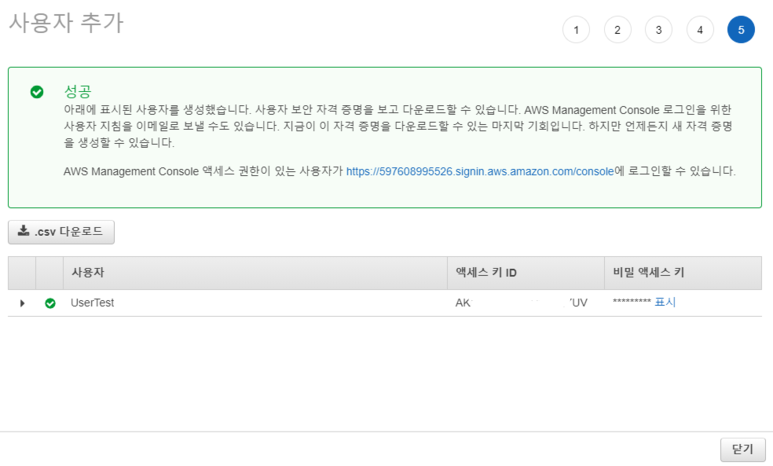 사용자 추가
1 2 3 4 5
성공
아래에 표시된 사용자를 생성했습니다. 사용자 보안 자격 증명을 보고 다운로드할 수 있습니다. AWS Management Console 로그인을 위한
사용자 지침을 이메일로 보낼 수도 있습니다. 지금이 이 자격 증명을 다운로드할 수 있는 마지막 기회입니다. 하지만 언제든지 새 자격 증명
을 생성할 수 있습니다.
AWS Management Console 액세스 권한이 있는 사용자가 https://597608995526.signin.aws.amazon.com/console에 로그인할 수 있습니다.
.csv 다운로드
사용자 액세스 키 ID 비밀 액세스 키
UserTest AK 'UV ********* 표시
닫기